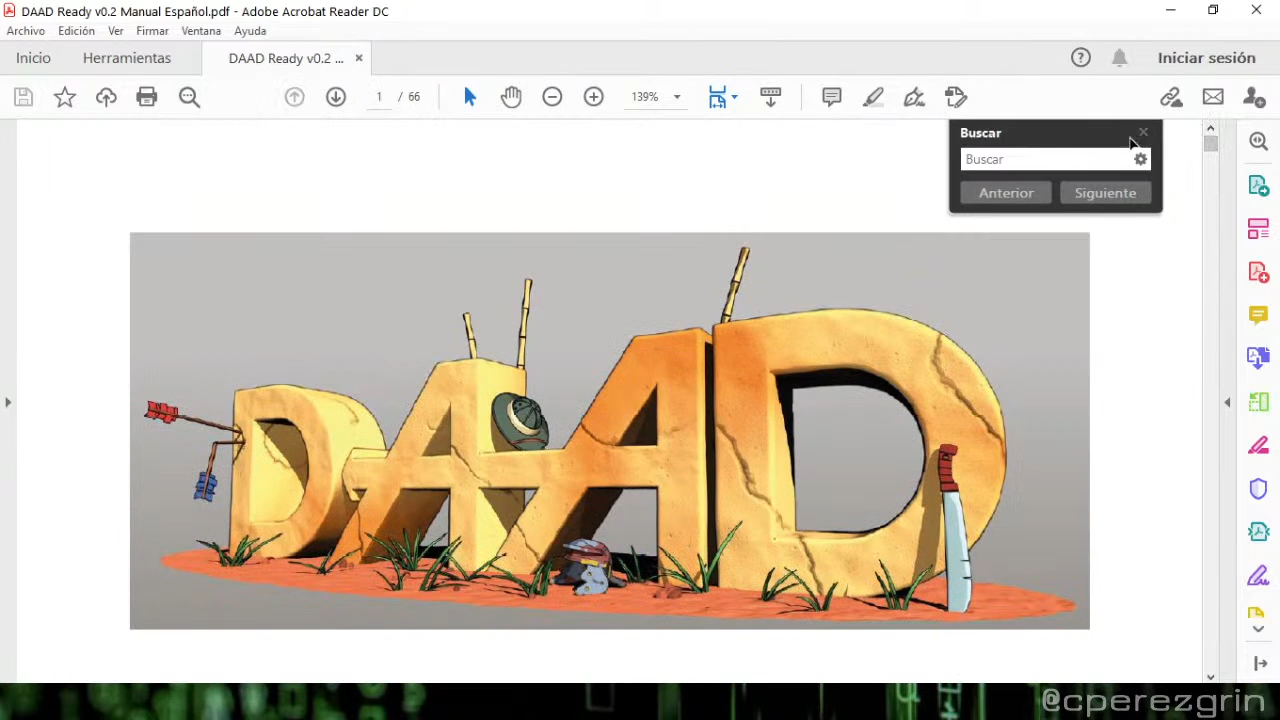 DAAD Ready v0.2 Manual Español.pdf - Adobe Acrobat Reader DC
Archivo Edición Ver Firmar Ventana Ayuda
Inicio Herramientas DAAD Ready v0.2 ... Iniciar sesión
1 / 66 139%
Buscar
Buscar
Anterior Siguiente
DAAD
@cperezgrin